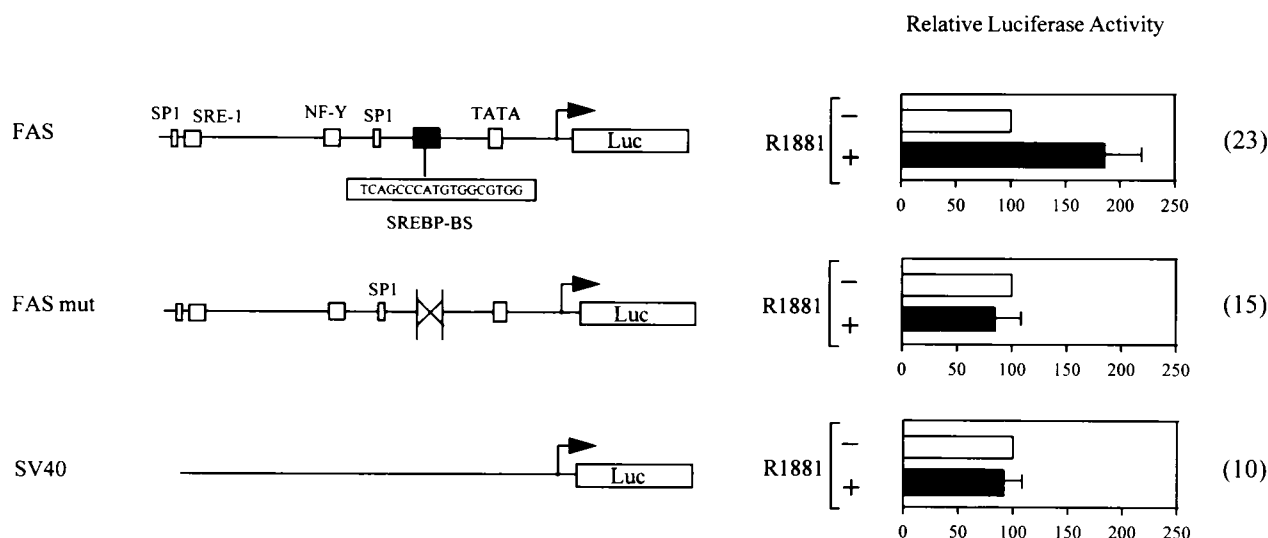 Relative Luciferase Activity
FAS
SP1 SRE-1 NF-Y SP1 TATA
Luc
TCAGCCCATGTGGCGTGG
SREBP-BS
R1881
−
+
0 50 100 150 200 250
(23)
FAS mut
SP1
Luc
R1881
−
+
0 50 100 150 200 250
(15)
SV40
Luc
R1881
−
+
0 50 100 150 200 250
(10)